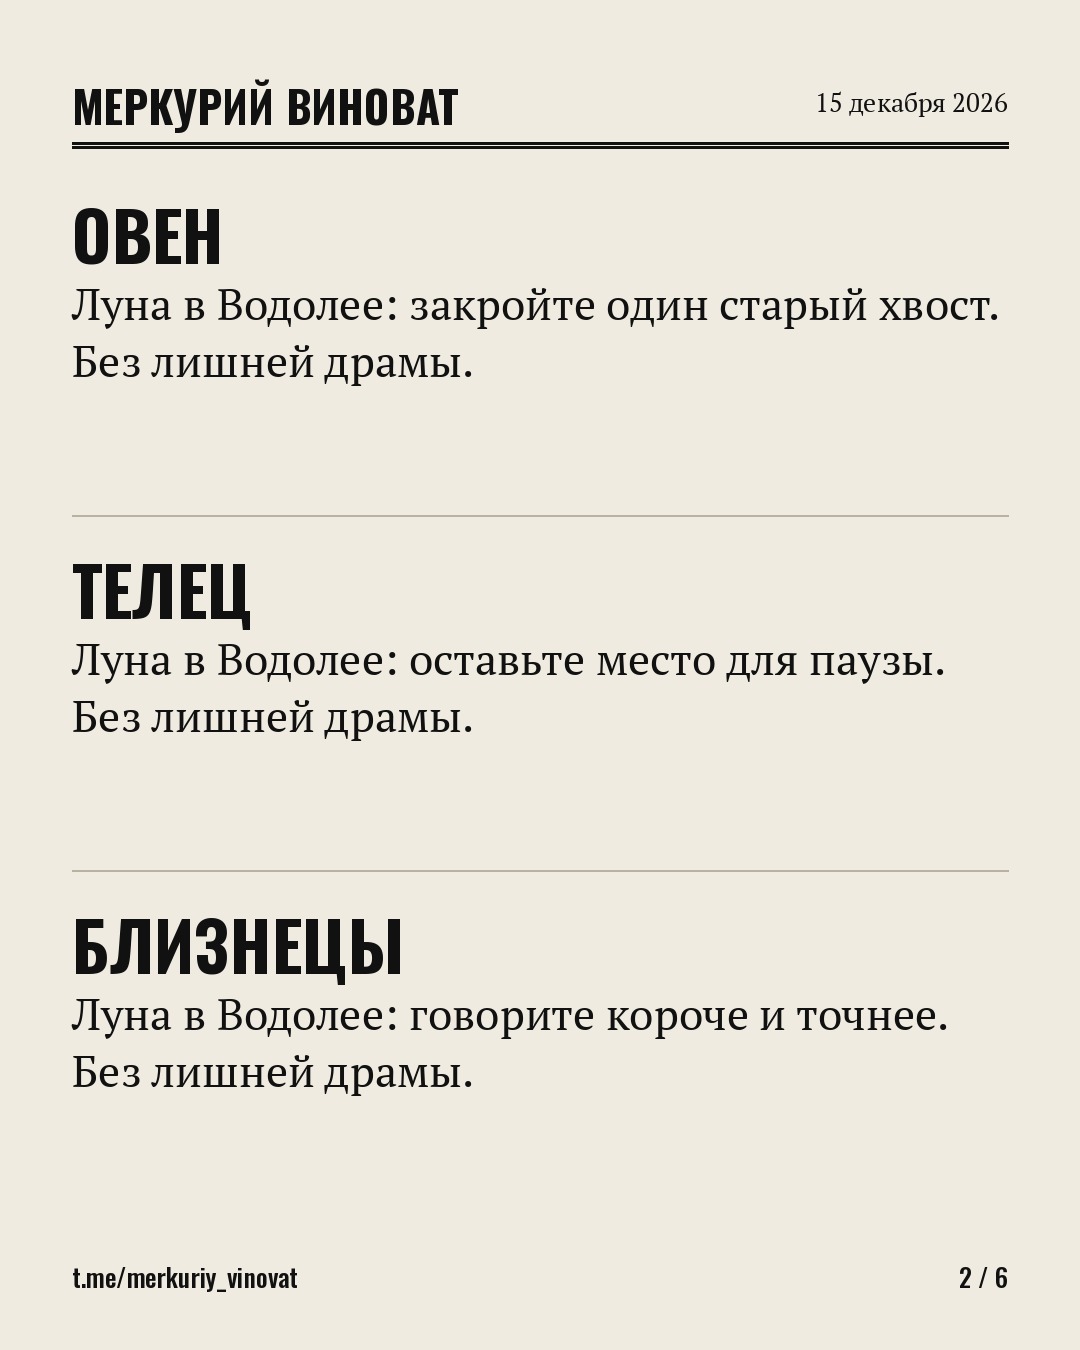 МЕРКУРИЙ ВИНОВАТ
15 декабря 2026
ОВЕН
Луна в Водолее: закройте один старый хвост.
Без лишней драмы.
ТЕЛЕЦ
Луна в Водолее: оставьте место для паузы.
Без лишней драмы.
БЛИЗНЕЦЫ
Луна в Водолее: говорите короче и точнее.
Без лишней драмы.
t.me/merkuriy_vinovat
2 / 6